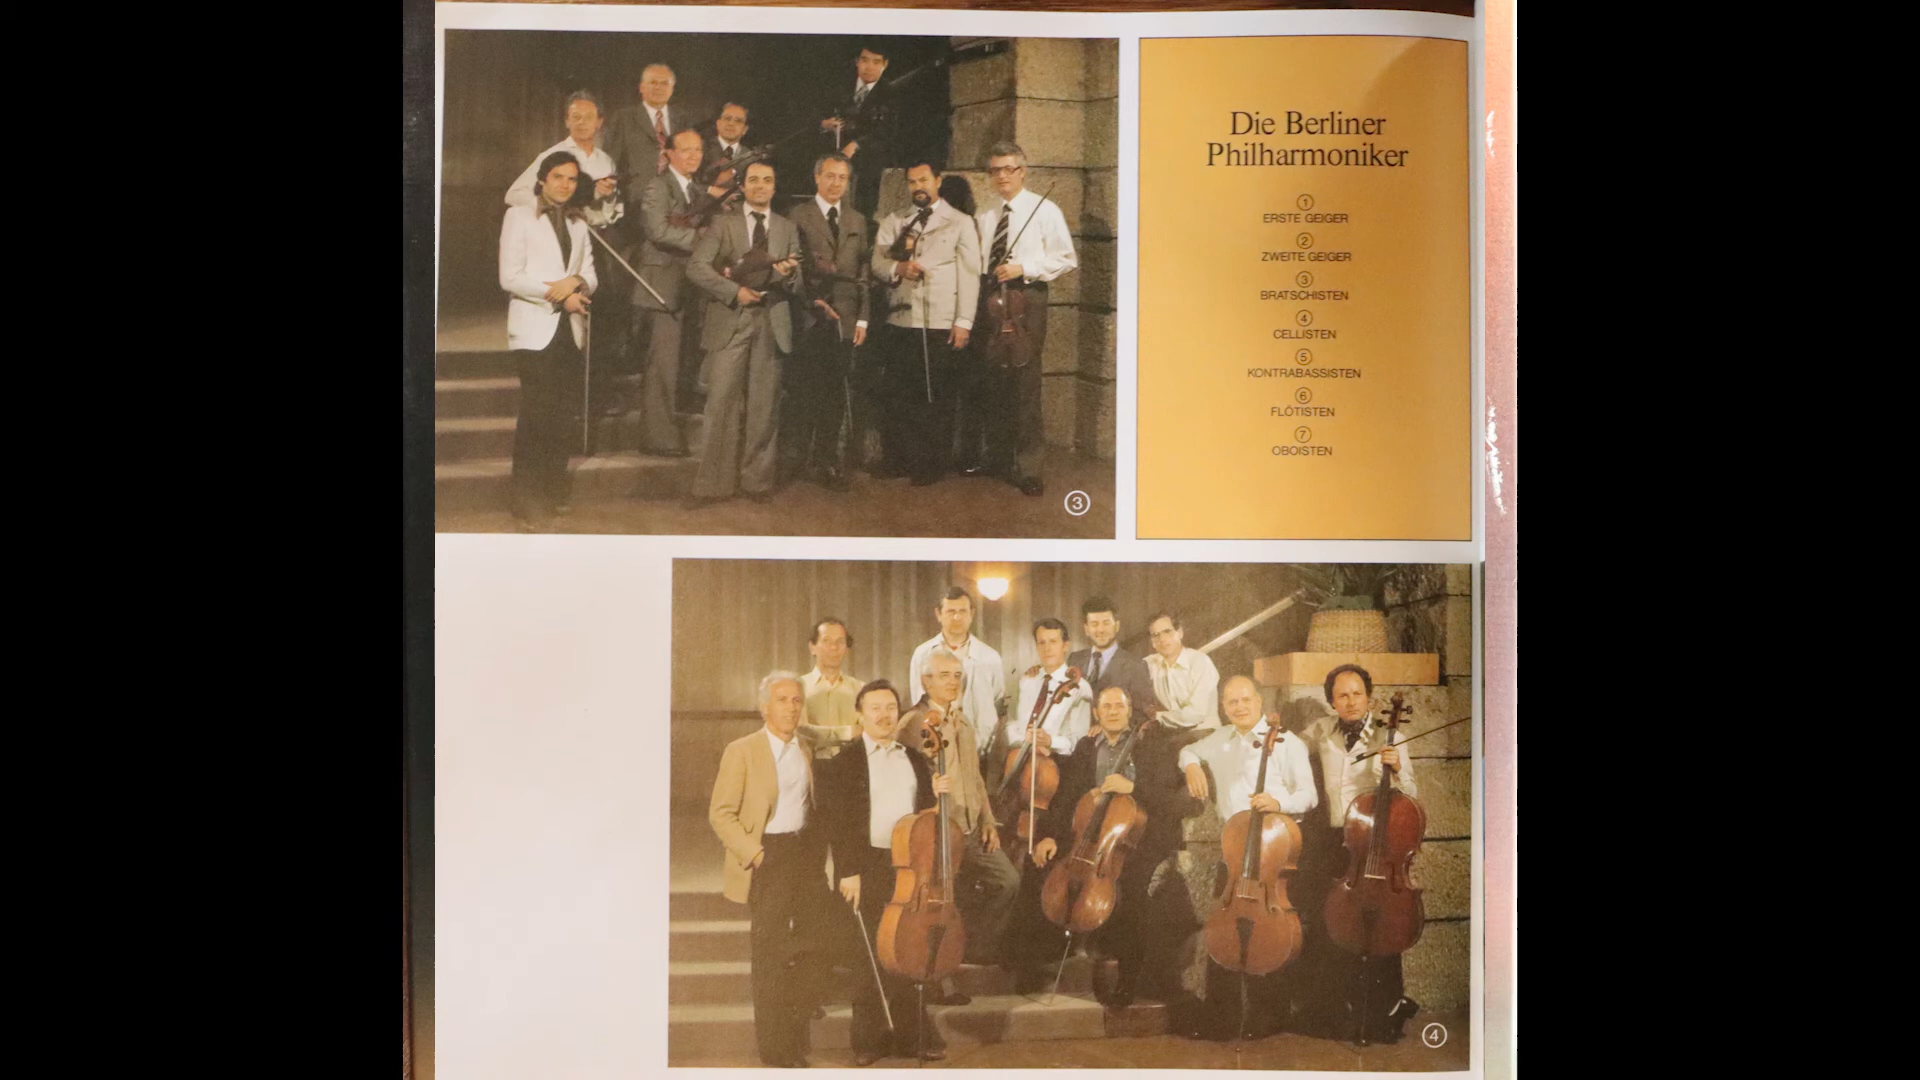 Die Berliner
Philharmoniker
①
ERSTE GEIGER
②
ZWEITE GEIGER
③
BRATSCHISTEN
④
CELLISTEN
⑤
KONTRABASSISTEN
⑥
FLÖTISTEN
⑦
OBOISTEN
③
④